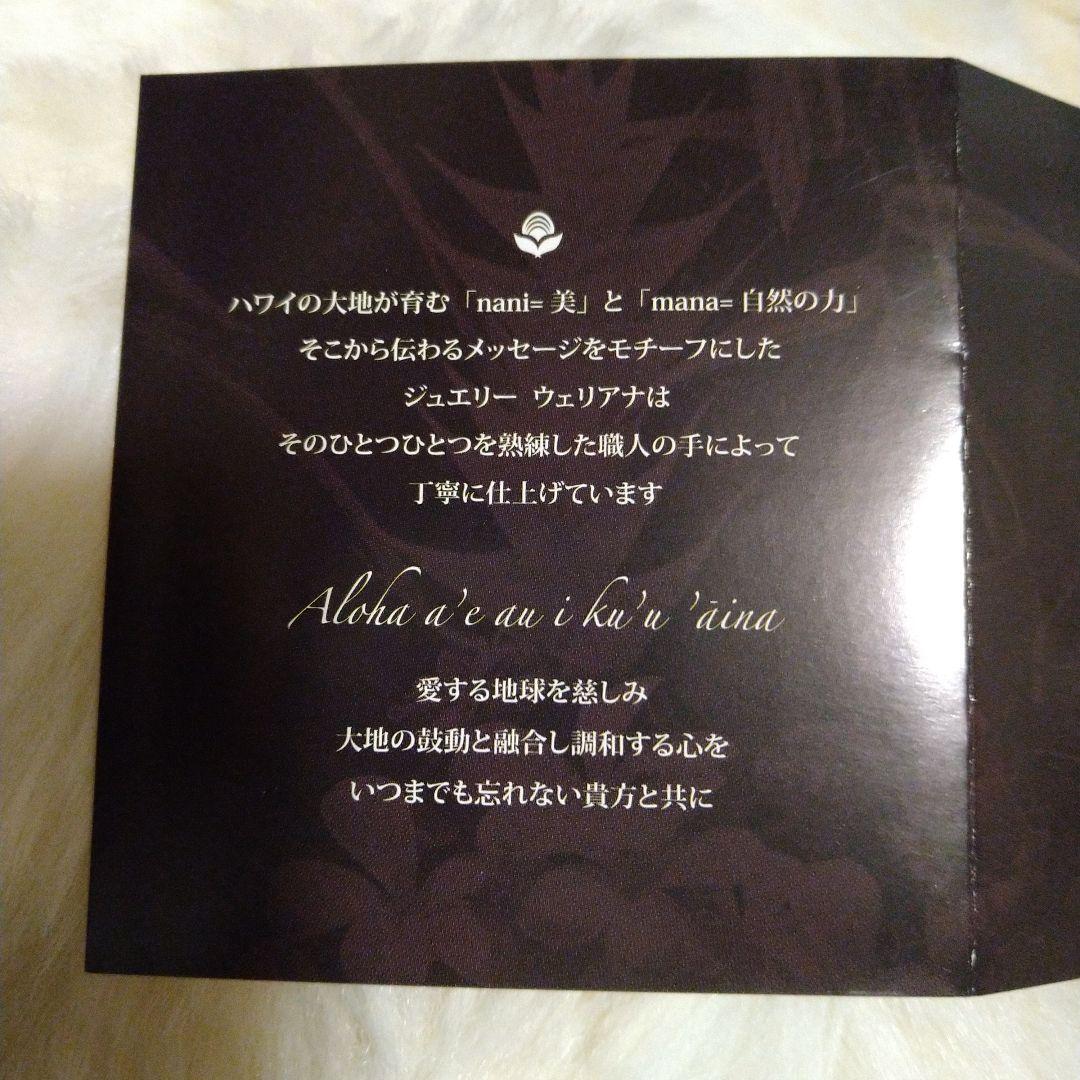 ハワイの大地が育む「nani=美」と「mana=自然の力」
そこから伝わるメッセージをモチーフにした
ジュエリー ウェリアナは
そのひとつひとつを熟練した職人の手によって
丁寧に仕上げています
Aloha a'e au i ku'u 'āina
愛する地球を慈しみ
大地の鼓動と融合し調和する心を
いつまでも忘れない貴方と共に